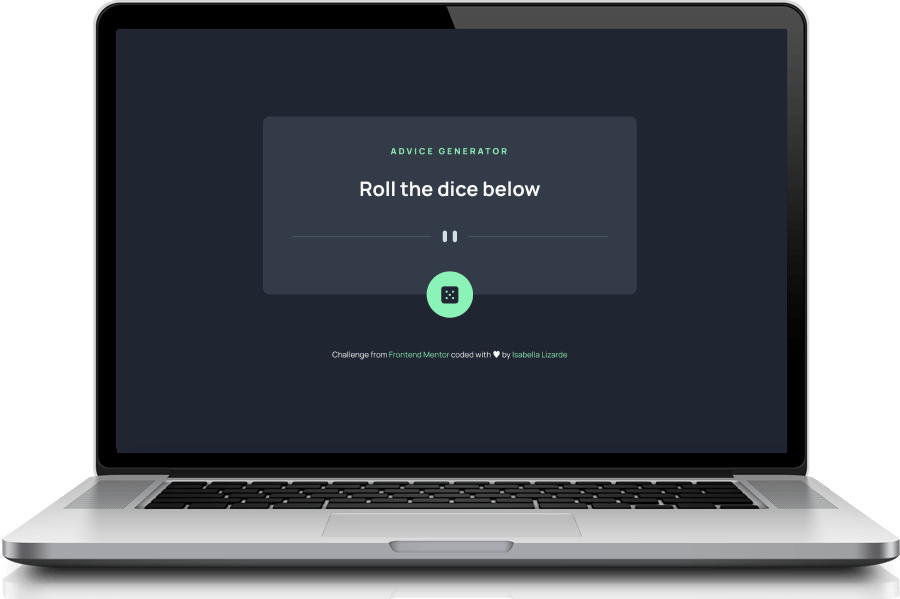 ADVICE GENERATOR
Roll the dice below
Challenge from Frontend Mentor coded with ♥ by Isabella Lizarde